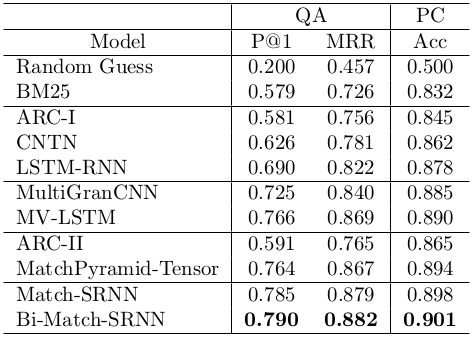 QA PC
Model P@1 MRR Acc
Random Guess 0.200 0.457 0.500
BM25 0.579 0.726 0.832
ARC-I 0.581 0.756 0.845
CNTN 0.626 0.781 0.862
LSTM-RNN 0.690 0.822 0.878
MultiGranCNN 0.725 0.840 0.885
MV-LSTM 0.766 0.869 0.890
ARC-II 0.591 0.765 0.865
MatchPyramid-Tensor 0.764 0.867 0.894
Match-SRNN 0.785 0.879 0.898
Bi-Match-SRNN 0.790 0.882 0.901